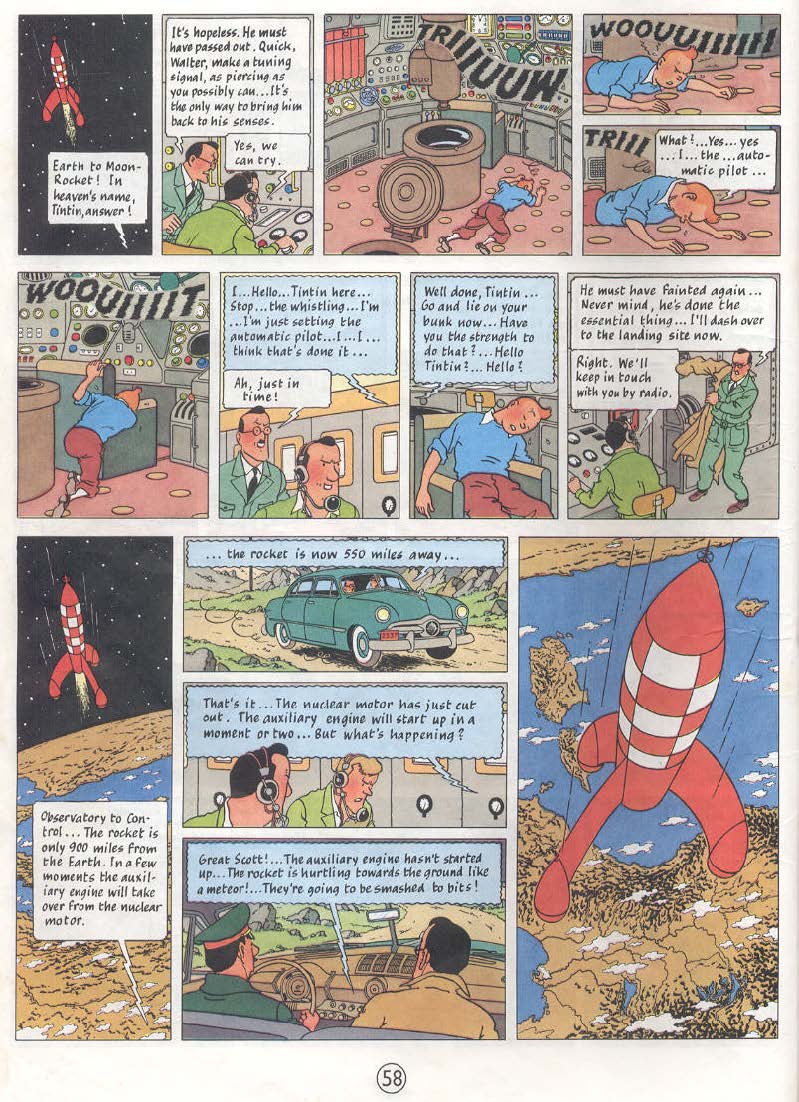 Earth to Moon-
Rocket! In
heaven's name,
Tintin, answer!
It's hopeless. He must
have passed out. Quick,
Walter, make a tuning
signal, as piercing as
you possibly can...It's
the only way to bring him
back to his senses.
Yes, we
can try.
TRIIIUUUW
WOOUUIIIIII
TRIII
What?...Yes...yes
...I...the...auto-
matic pilot...
WOOUUIIIIT
I...Hello...Tintin here...
Stop...the whistling...I'm
...I'm just setting the
automatic pilot...I...I...
think that's done it...
Ah, just in
time!
Well done, Tintin...
Go and lie on your
bunk now... Have
you the strength to
do that?...Hello
Tintin?...Hello?
He must have fainted again...
Never mind, he's done the
essential thing...I'll dash over
to the landing site now.
Right. We'll
keep in touch
with you by radio.
Observatory to Con-
trol...The rocket is
only 900 miles from
the Earth. In a few
moments the auxil-
iary engine will take
over from the nuclear
motor.
...the rocket is now 550 miles away...
That's it...The nuclear motor has just cut
out. The auxiliary engine will start up in a
moment or two...But what's happening?
Great Scott!...The auxiliary engine hasn't started
up...The rocket is hurtling towards the ground like
a meteor!...They're going to be smashed to bits!
58